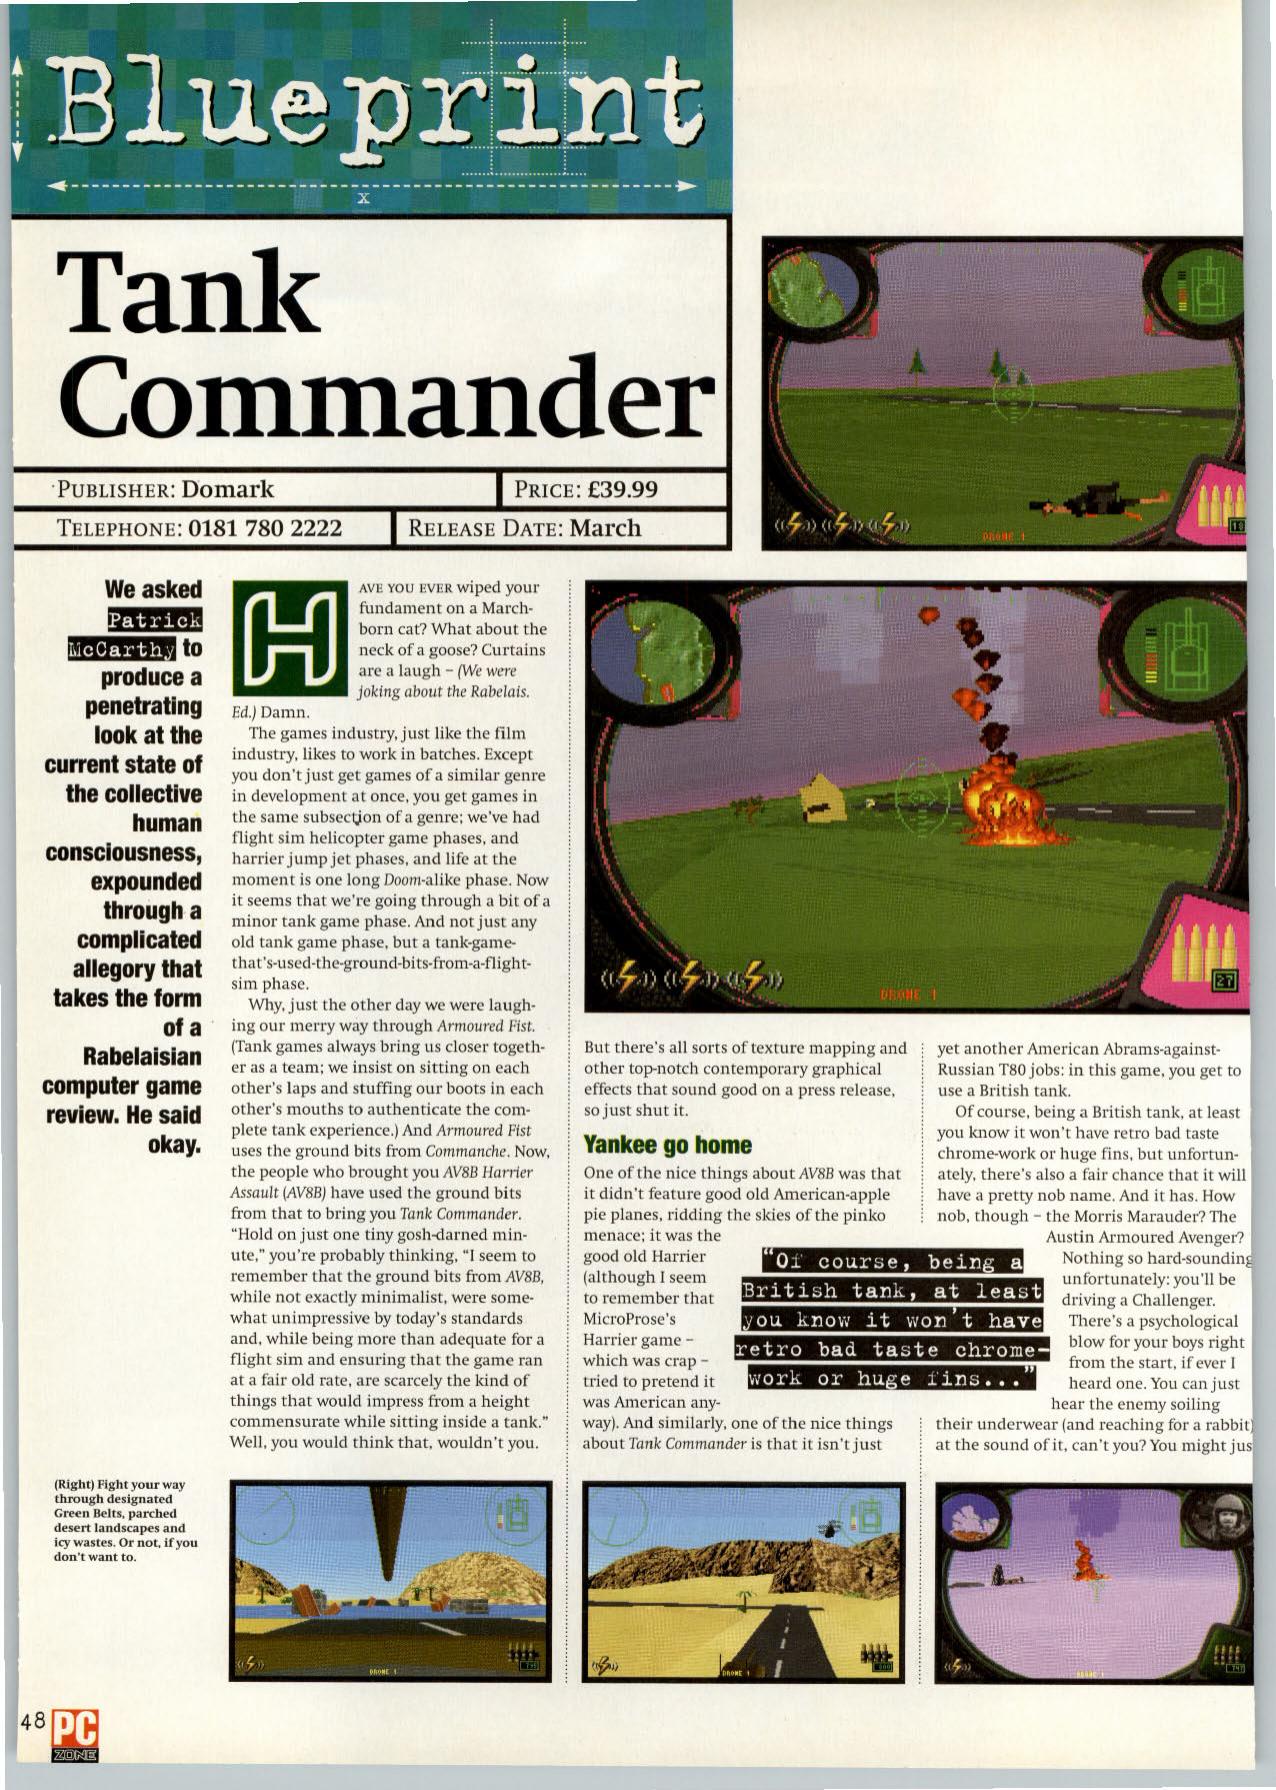 Blueprint
x
Tank
Commander
PUBLISHER: Domark
PRICE: £39.99
TELEPHONE: 0181 780 2222
RELEASE DATE: March
We asked
Patrick
McCarthy to
produce a
penetrating
look at the
current state of
the collective
human
consciousness,
expounded
through a
complicated
allegory that
takes the form
of a
Rabelaisian
computer game
review. He said
okay.
HAVE YOU EVER wiped your
fundament on a March-
born cat? What about the
neck of a goose? Curtains
are a laugh – (We were
joking about the Rabelais.
Ed.) Damn.
The games industry, just like the film
industry, likes to work in batches. Except
you don't just get games of a similar genre
in development at once, you get games in
the same subsection of a genre; we've had
flight sim helicopter game phases, and
harrier jump jet phases, and life at the
moment is one long Doom-alike phase. Now
it seems that we're going through a bit of a
minor tank game phase. And not just any
old tank game phase, but a tank-game-
that's-used-the-ground-bits-from-a-flight-
sim phase.
Why, just the other day we were laugh-
ing our merry way through Armoured Fist.
(Tank games always bring us closer togeth-
er as a team; we insist on sitting on each
other's laps and stuffing our boots in each
other's mouths to authenticate the com-
plete tank experience.) And Armoured Fist
uses the ground bits from Commanche. Now,
the people who brought you AV8B Harrier
Assault (AV8B) have used the ground bits
from that to bring you Tank Commander.
"Hold on just one tiny gosh-darned min-
ute," you're probably thinking, "I seem to
remember that the ground bits from AV8B,
while not exactly minimalist, were some-
what unimpressive by today's standards
and, while being more than adequate for a
flight sim and ensuring that the game ran
at a fair old rate, are scarcely the kind of
things that would impress from a height
commensurate while sitting inside a tank."
Well, you would think that, wouldn't you.
DRONE 1
18
DRONE 1
27
But there's all sorts of texture mapping and
other top-notch contemporary graphical
effects that sound good on a press release,
so just shut it.
Yankee go home
One of the nice things about AV8B was that
it didn't feature good old American-apple
pie planes, ridding the skies of the pinko
menace; it was the
good old Harrier
(although I seem
to remember that
MicroProse's
Harrier game –
which was crap –
tried to pretend it
was American any-
way). And similarly, one of the nice things
about Tank Commander is that it isn't just
"Of course, being a
British tank, at least
you know it won't have
retro bad taste chrome-
work or huge fins..."
yet another American Abrams-against-
Russian T80 jobs: in this game, you get to
use a British tank.
Of course, being a British tank, at least
you know it won't have retro bad taste
chrome-work or huge fins, but unfortun-
ately, there's also a fair chance that it will
have a pretty nob name. And it has. How
nob, though – the Morris Marauder? The
Austin Armoured Avenger?
Nothing so hard-sounding
unfortunately: you'll be
driving a Challenger.
There's a psychological
blow for your boys right
from the start, if ever I
heard one. You can just
hear the enemy soiling
their underwear (and reaching for a rabbit)
at the sound of it, can't you? You might jus
(Right) Fight your way
through designated
Green Belts, parched
desert landscapes and
icy wastes. Or not, if you
don't want to.
DRONE 1
DRONE 1
DRONE 1
48
PC
ZONE